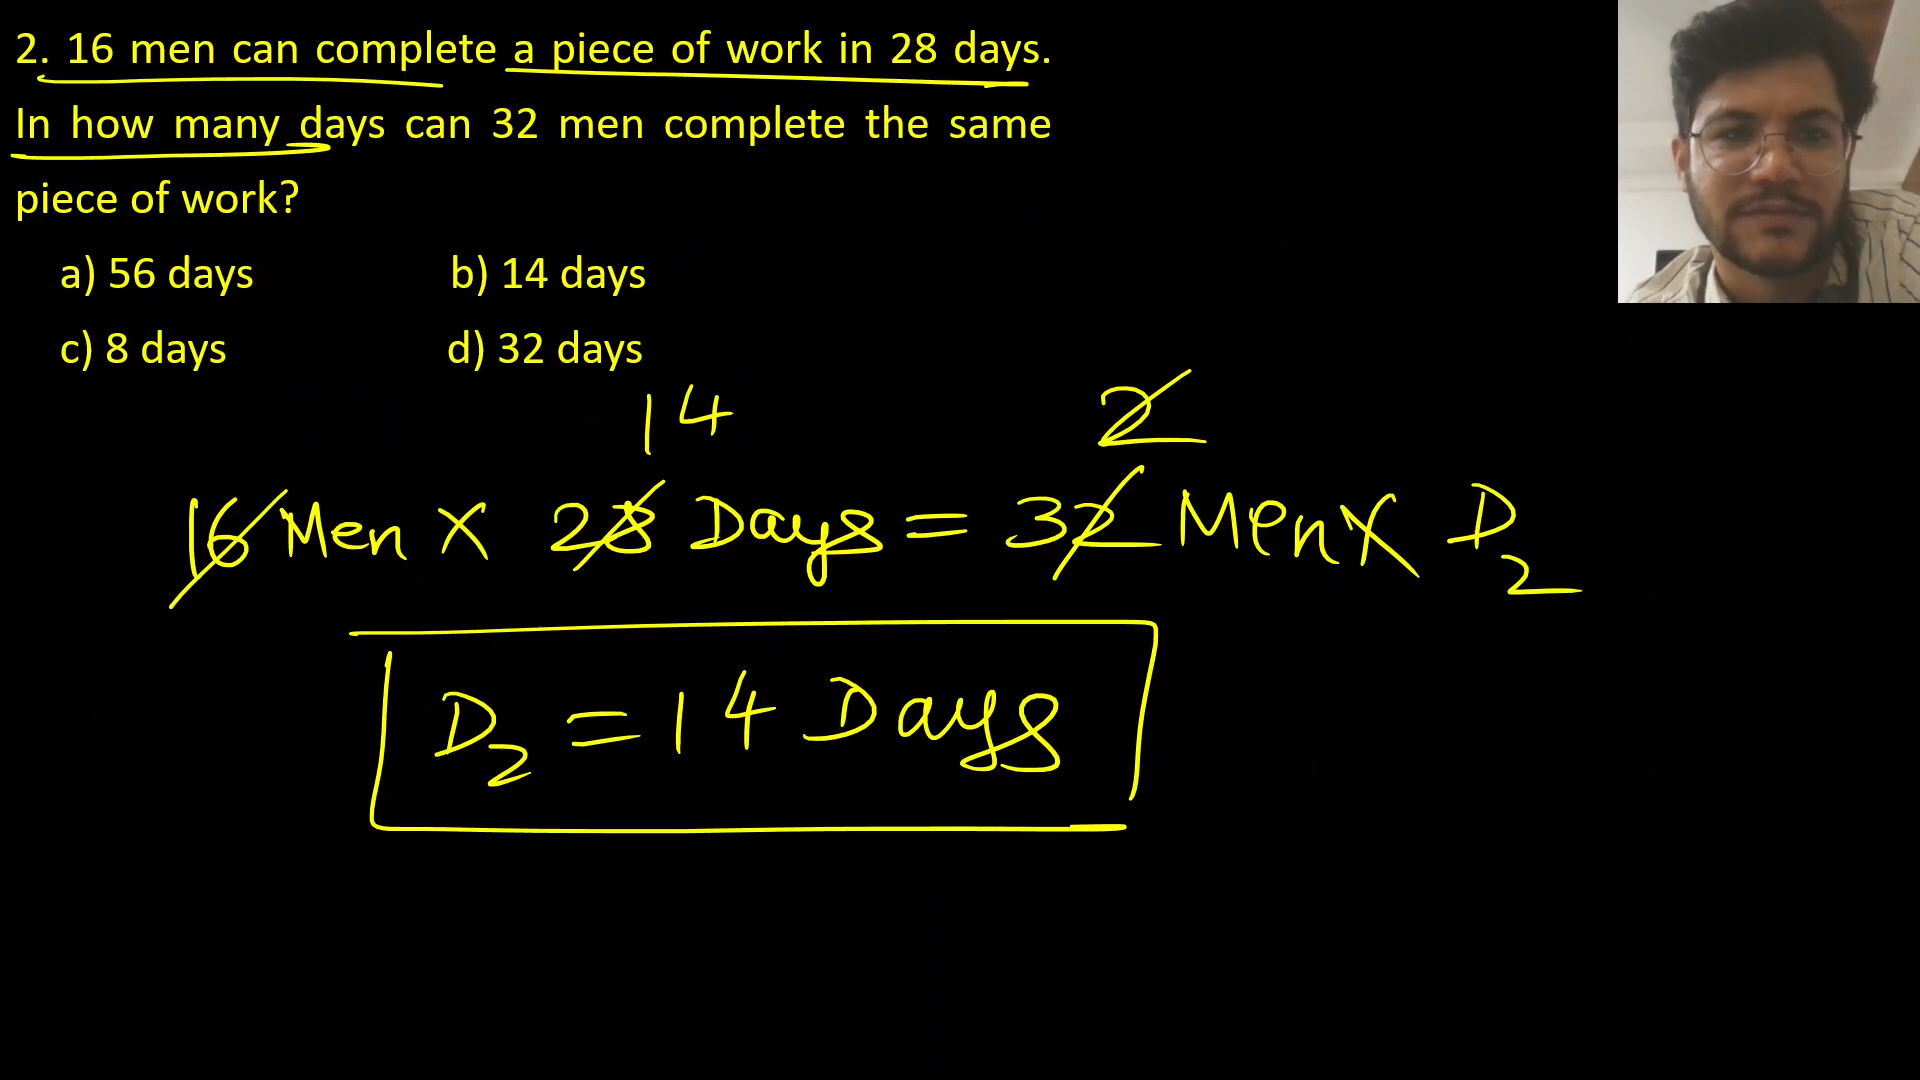 2. 16 men can complete a piece of work in 28 days.
In how many days can 32 men complete the same
piece of work?
a) 56 days b) 14 days
c) 8 days d) 32 days
14 2
16 Men X 28 Days = 32 Men X D2
D2 = 14 Days